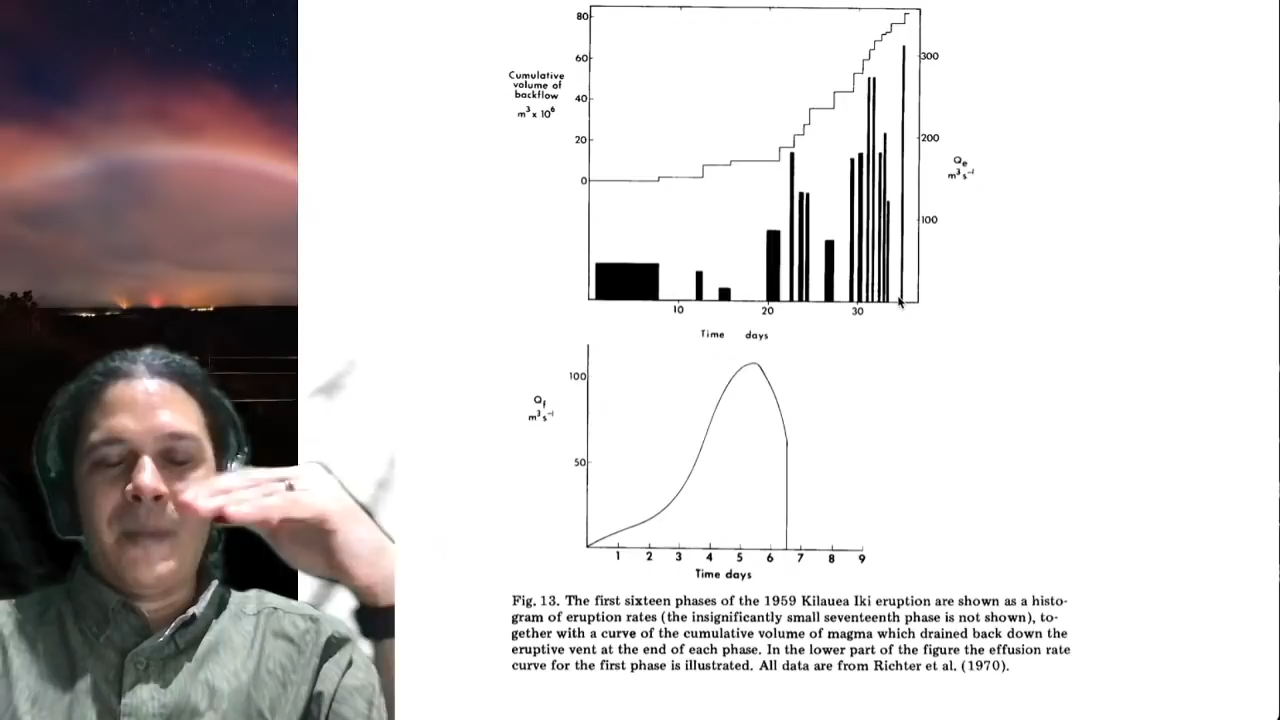 80
60
40
20
0
Cumulative
volume of
backflow
m³ x 10⁶
300
200
100
Qe
m³s⁻¹
10
20
30
Time days
100
50
Qf
m³s⁻¹
1 2 3 4 5 6 7 8 9
Time days
Fig. 13. The first sixteen phases of the 1959 Kilauea Iki eruption are shown as a histo-
gram of eruption rates (the insignificantly small seventeenth phase is not shown), to-
gether with a curve of the cumulative volume of magma which drained back down the
eruptive vent at the end of each phase. In the lower part of the figure the effusion rate
curve for the first phase is illustrated. All data are from Richter et al. (1970).